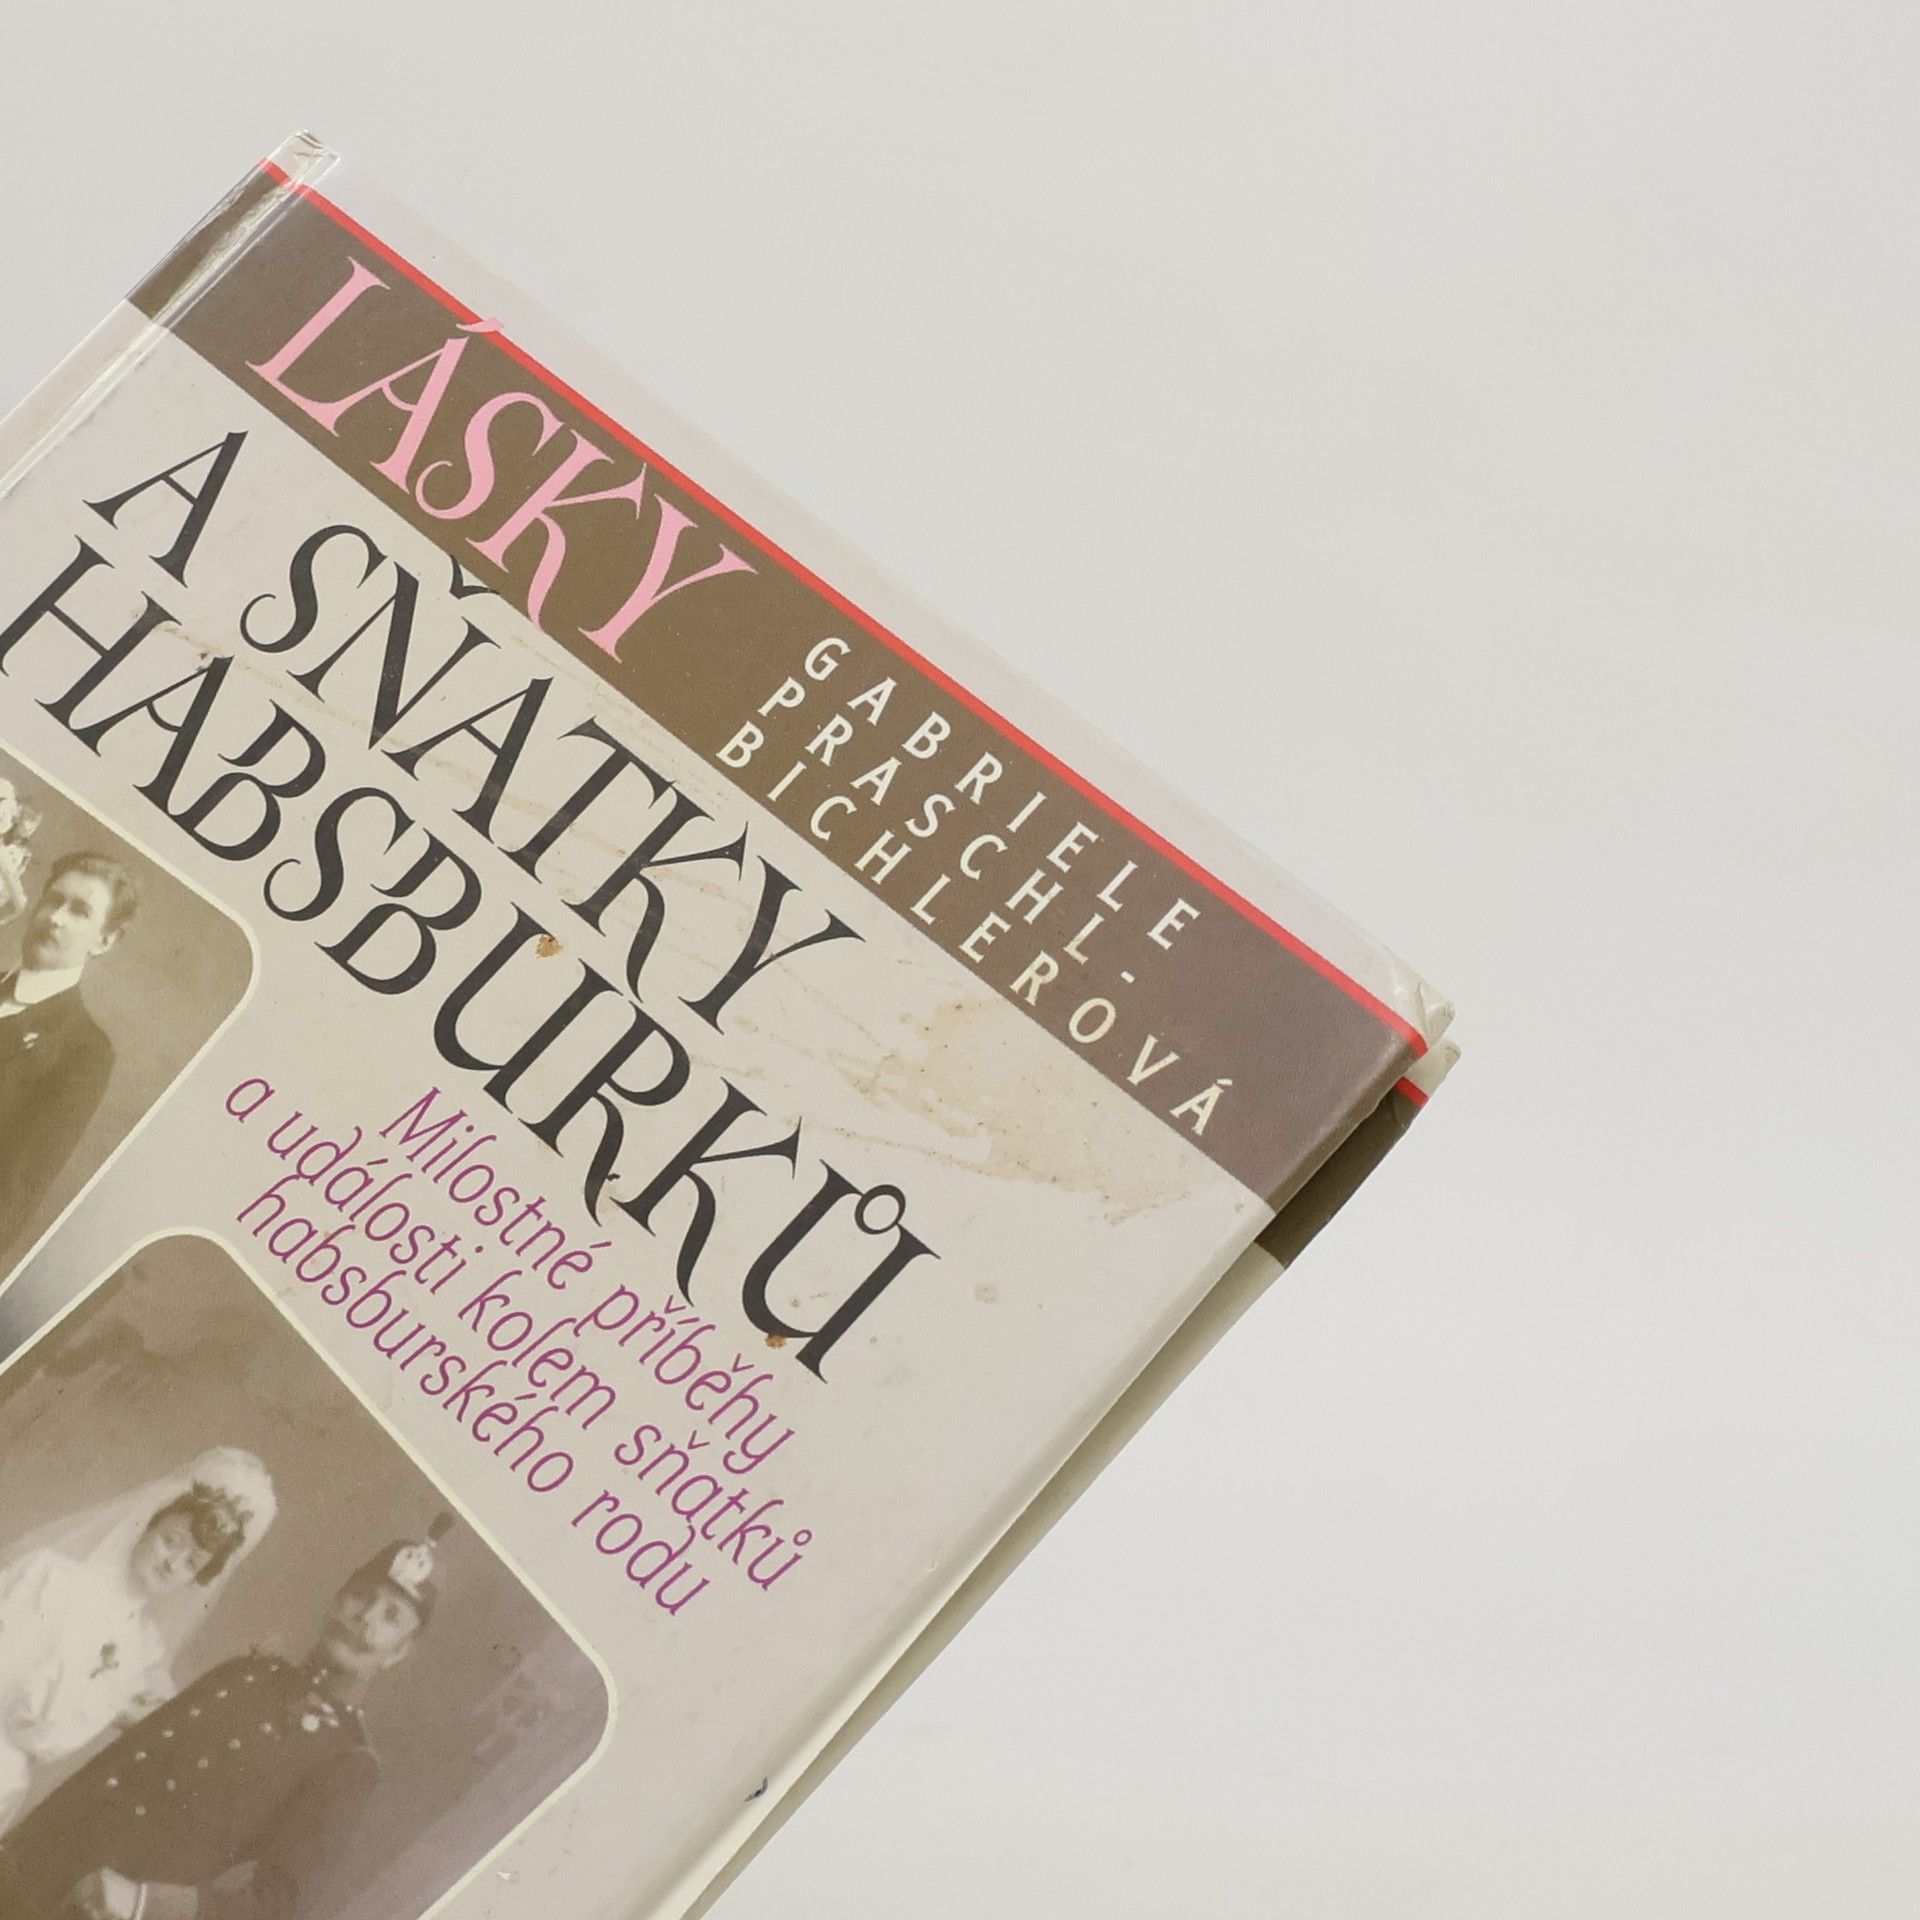 LÁSKY
A SŇATKY
HABSBURKŮ
GABRIELE
PRASCHL-
BICHLEROVÁ
Milostné příběhy
a události kolem sňatků
habsburského rodu